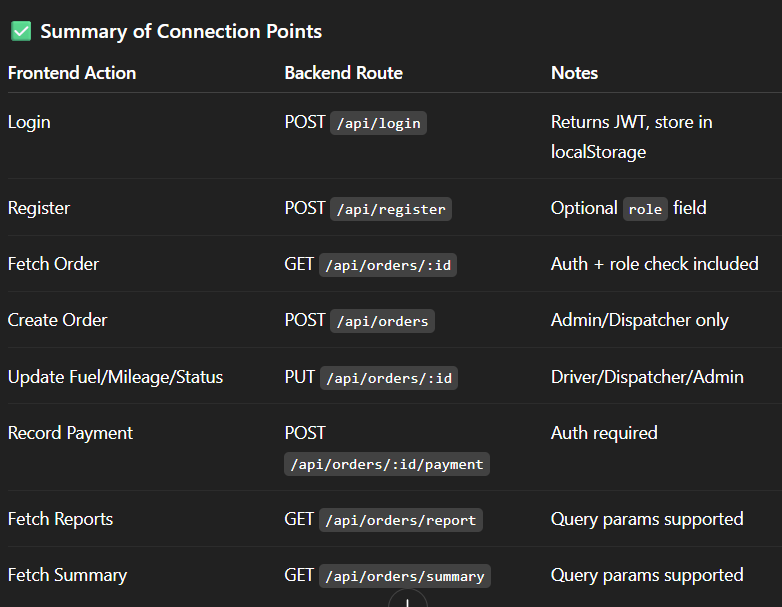 ✅ Summary of Connection Points
Frontend Action Backend Route Notes
Login POST /api/login Returns JWT, store in
localStorage
Register POST /api/register Optional role field
Fetch Order GET /api/orders/:id Auth + role check included
Create Order POST /api/orders Admin/Dispatcher only
Update Fuel/Mileage/Status PUT /api/orders/:id Driver/Dispatcher/Admin
Record Payment POST Auth required
/api/orders/:id/payment
Fetch Reports GET /api/orders/report Query params supported
Fetch Summary GET /api/orders/summary Query params supported